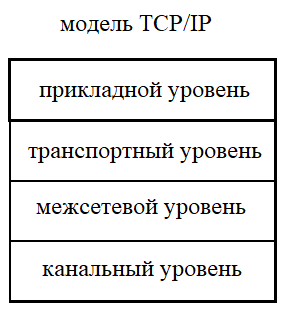 модель TCP/IP
прикладной уровень
транспортный уровень
межсетевой уровень
канальный уровень